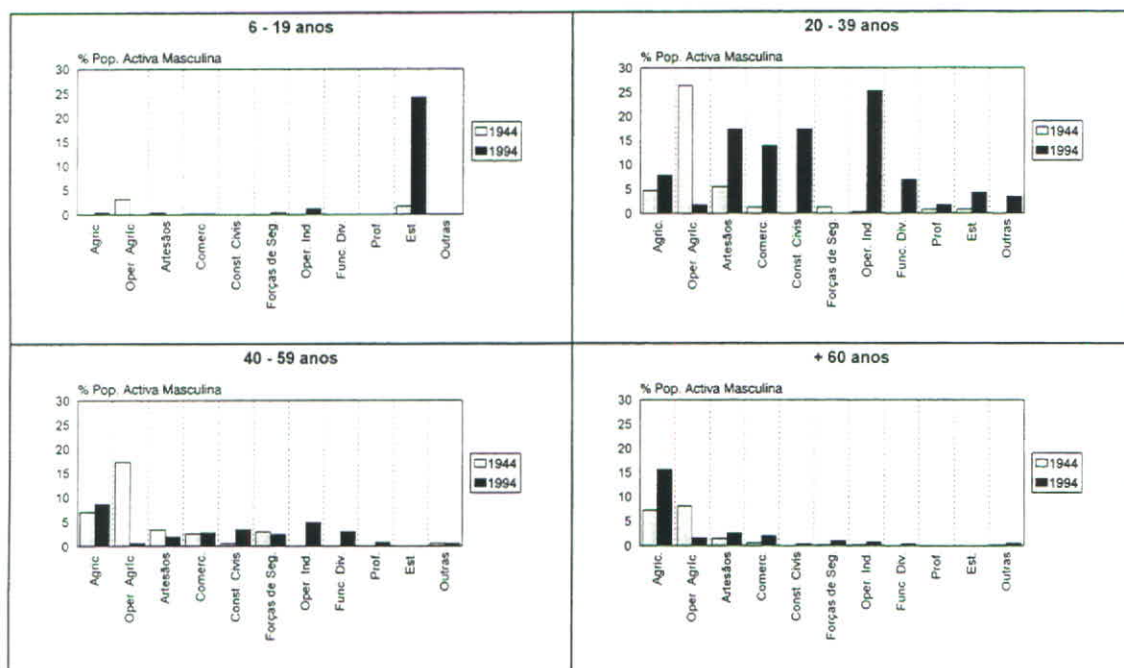 6 - 19 anos
% Pop. Activa Masculina
30
25
20
15
10
5
0
Agric.
Oper Agríc
Artesãos
Comerc
Const Civis
Forças de Seg
Oper. Ind
Func. Div
Prof
Est
Outras
1944
1994
20 - 39 anos
% Pop. Activa Masculina
30
25
20
15
10
5
0
Agric.
Oper Agríc
Artesãos
Comerc
Const Civis
Forças de Seg
Oper. Ind
Func. Div
Prof
Est
Outras
1944
1994
40 - 59 anos
% Pop. Activa Masculina
30
25
20
15
10
5
0
Agric.
Oper Agríc
Artesãos
Comerc.
Const Civis
Forças de Seg.
Oper Ind
Func Div
Prof.
Est
Outras
1944
1994
+ 60 anos
% Pop. Activa Masculina
30
25
20
15
10
5
0
Agric.
Oper Agríc
Artesãos
Comerc
Const Civis
Forças de Seg.
Oper Ind
Func Div
Prof
Est.
Outras
1944
1994